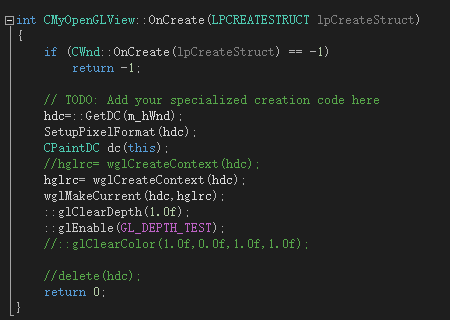 int CMyOpenGLView::OnCreate(LPCREATESTRUCT lpCreateStruct)
{
if (CWnd::OnCreate(lpCreateStruct) == -1)
return -1;
// TODO: Add your specialized creation code here
hdc=::GetDC(m_hWnd);
SetupPixelFormat(hdc);
CPaintDC dc(this);
//hglrc= wglCreateContext(hdc);
hglrc= wglCreateContext(hdc);
wglMakeCurrent(hdc,hglrc);
::glClearDepth(1.0f);
::glEnable(GL_DEPTH_TEST);
//::glClearColor(1.0f,0.0f,1.0f,1.0f);
//delete(hdc);
return 0;
}